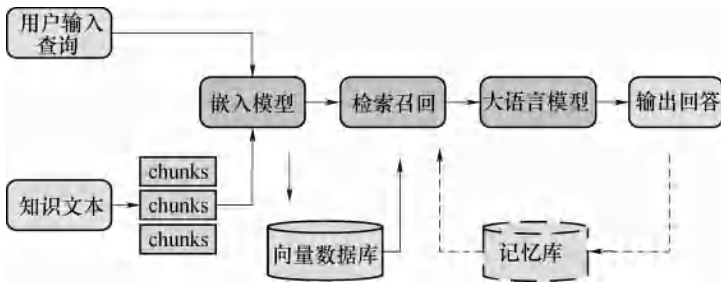 用户输入
查询
嵌入模型
检索召回
大语言模型
输出回答
知识文本
chunks
chunks
chunks
向量数据库
记忆库